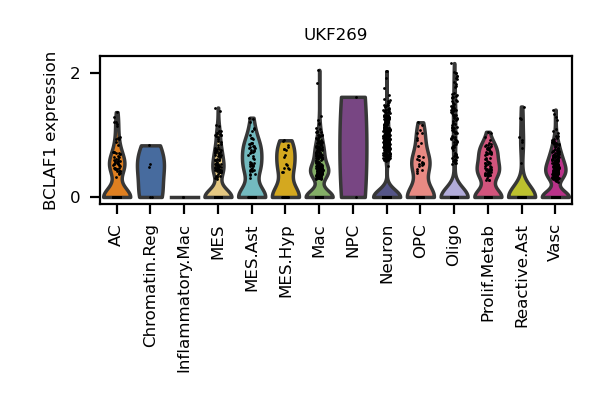 UKF269
BCLAF1 expression
2
0
AC
Chromatin.Reg
Inflammatory.Mac
MES
MES.Ast
MES.Hyp
Mac
NPC
Neuron
OPC
Oligo
Prolif.Metab
Reactive.Ast
Vasc